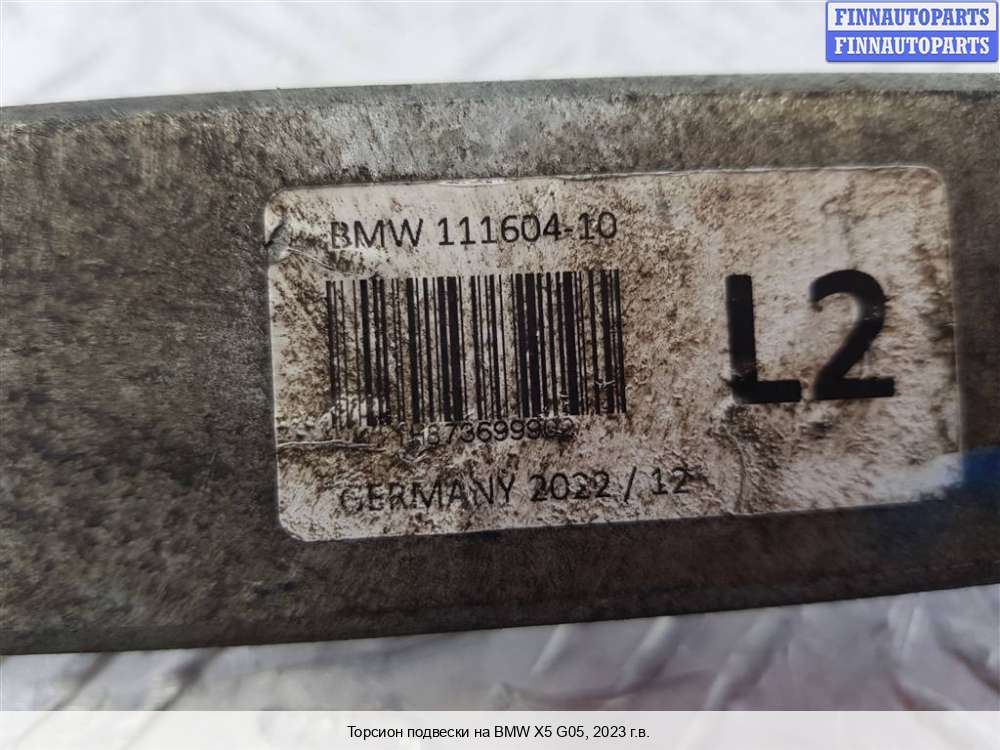 FINNAUTOPARTS
FINNAUTOPARTS
BMW 111604-10
L2
GERMANY 2022 / 12
Торсион подвески на BMW X5 G05, 2023 г.в.